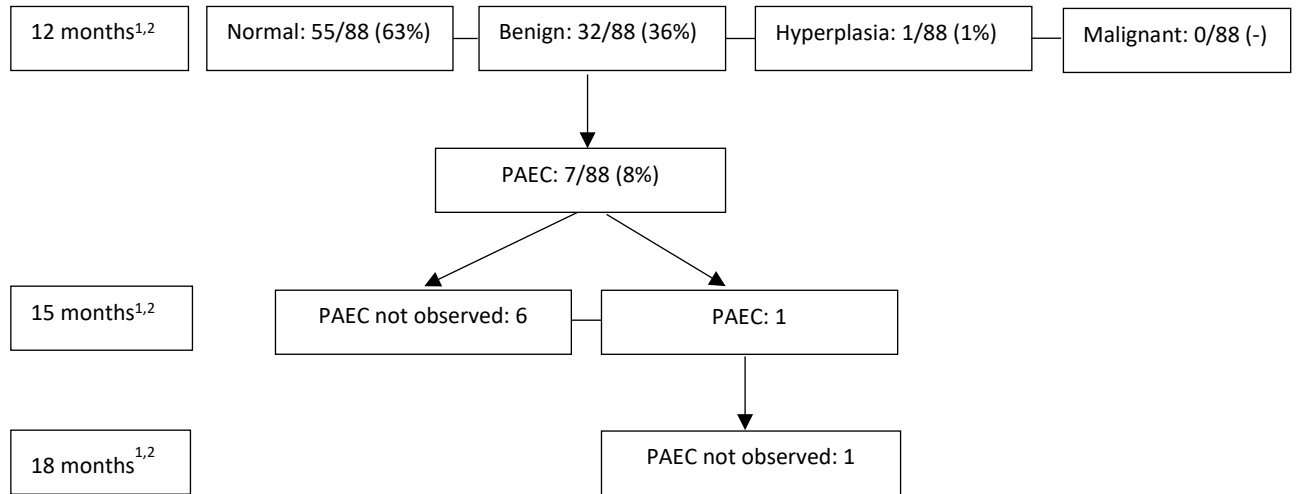 12 months1,2
Normal: 55/88 (63%)
Benign: 32/88 (36%)
Hyperplasia: 1/88 (1%)
Malignant: 0/88 (-)
PAEC: 7/88 (8%)
15 months1,2
PAEC not observed: 6
PAEC: 1
18 months1,2
PAEC not observed: 1